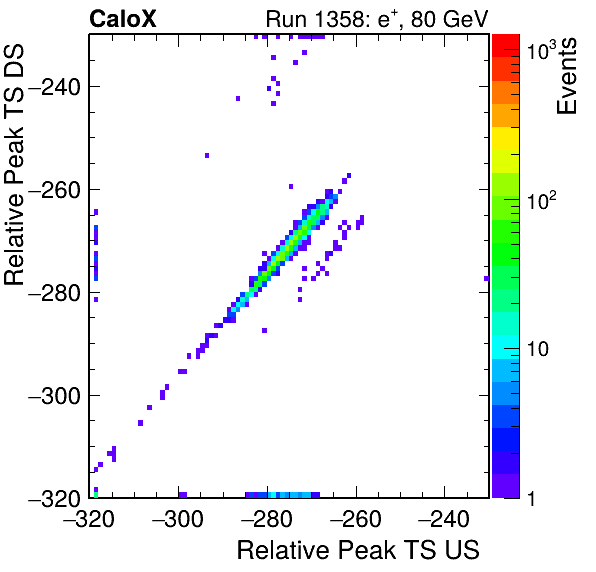 CaloX
Run 1358: e+, 80 GeV
Relative Peak TS DS
−240
−260
−280
−300
−320
−320
−300
−280
−260
−240
Relative Peak TS US
Events
10³
10²
10
1